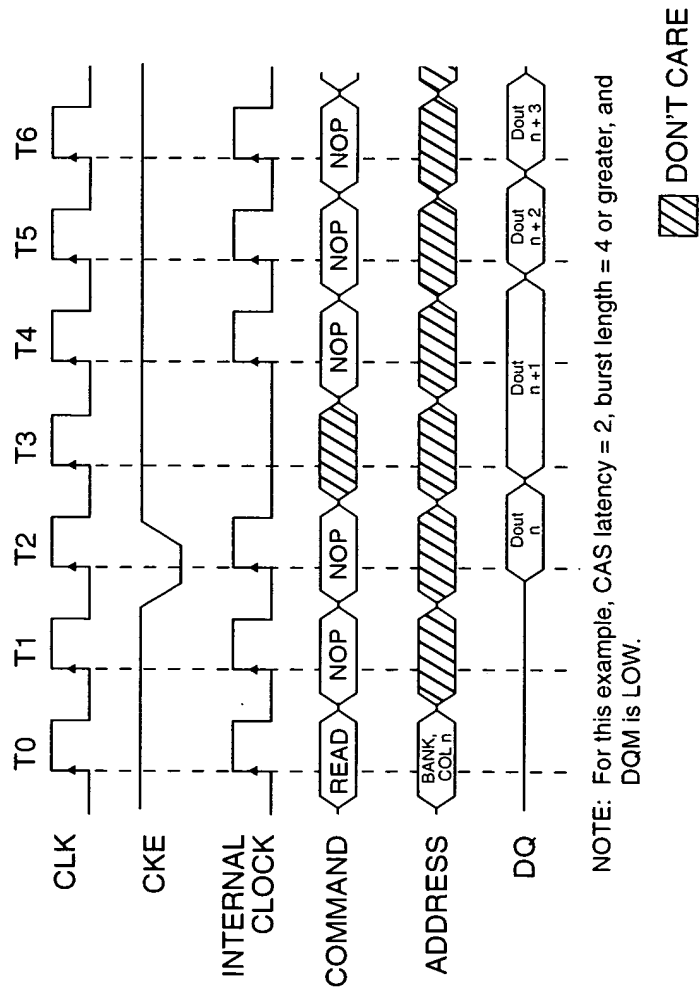 T0 T1 T2 T3 T4 T5 T6
CLK
CKE
INTERNAL
CLOCK
COMMAND READ NOP NOP NOP NOP NOP
ADDRESS BANK,
COL n
DQ Dout
n Dout
n+1 Dout
n+2 Dout
n+3
NOTE: For this example, CAS latency = 2, burst length = 4 or greater, and
DQM is LOW.
DON'T CARE